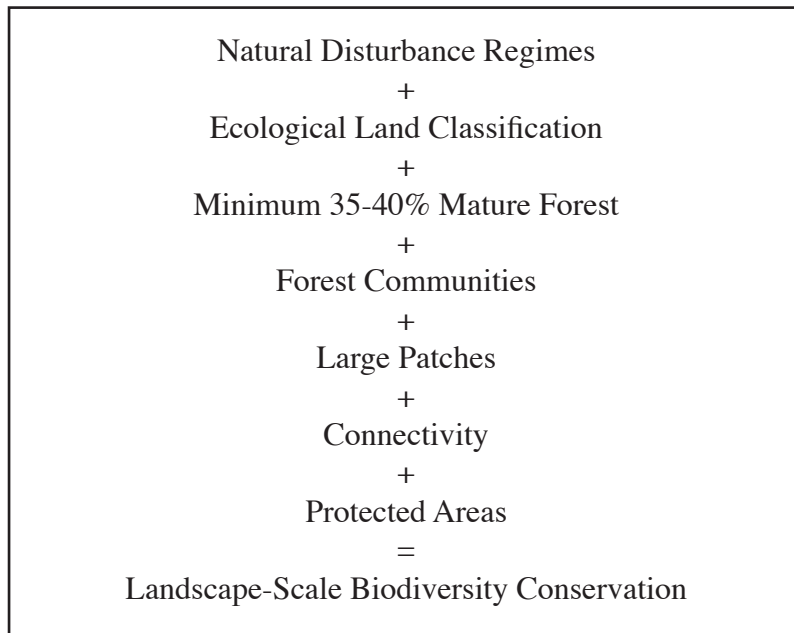 Natural Disturbance Regimes
+
Ecological Land Classification
+
Minimum 35-40% Mature Forest
+
Forest Communities
+
Large Patches
+
Connectivity
+
Protected Areas
=
Landscape-Scale Biodiversity Conservation